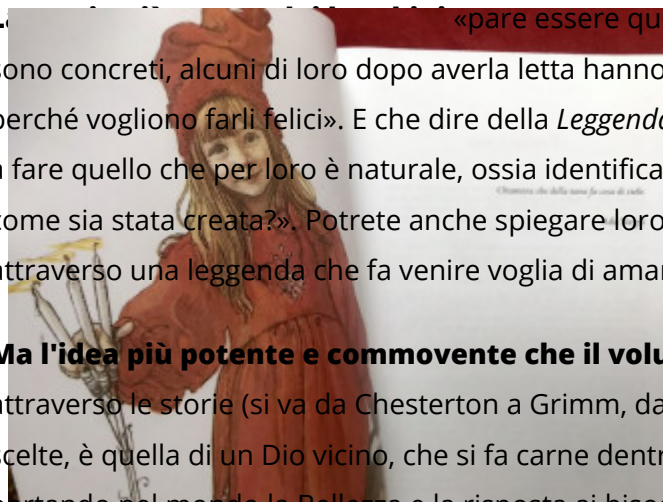 «pare essere qu
sono concreti, alcuni di loro dopo averla letta hanno
perché vogliono farli felici». E che dire della Leggenda
a fare quello che per loro è naturale, ossia identifica
come sia stata creata?». Potrete anche spiegare loro
attraverso una leggenda che fa venire voglia di amar
Ma l'idea più potente e commovente che il volu
attraverso le storie (si va da Chesterton a Grimm, da
scelte, è quella di un Dio vicino, che si fa carne dentr